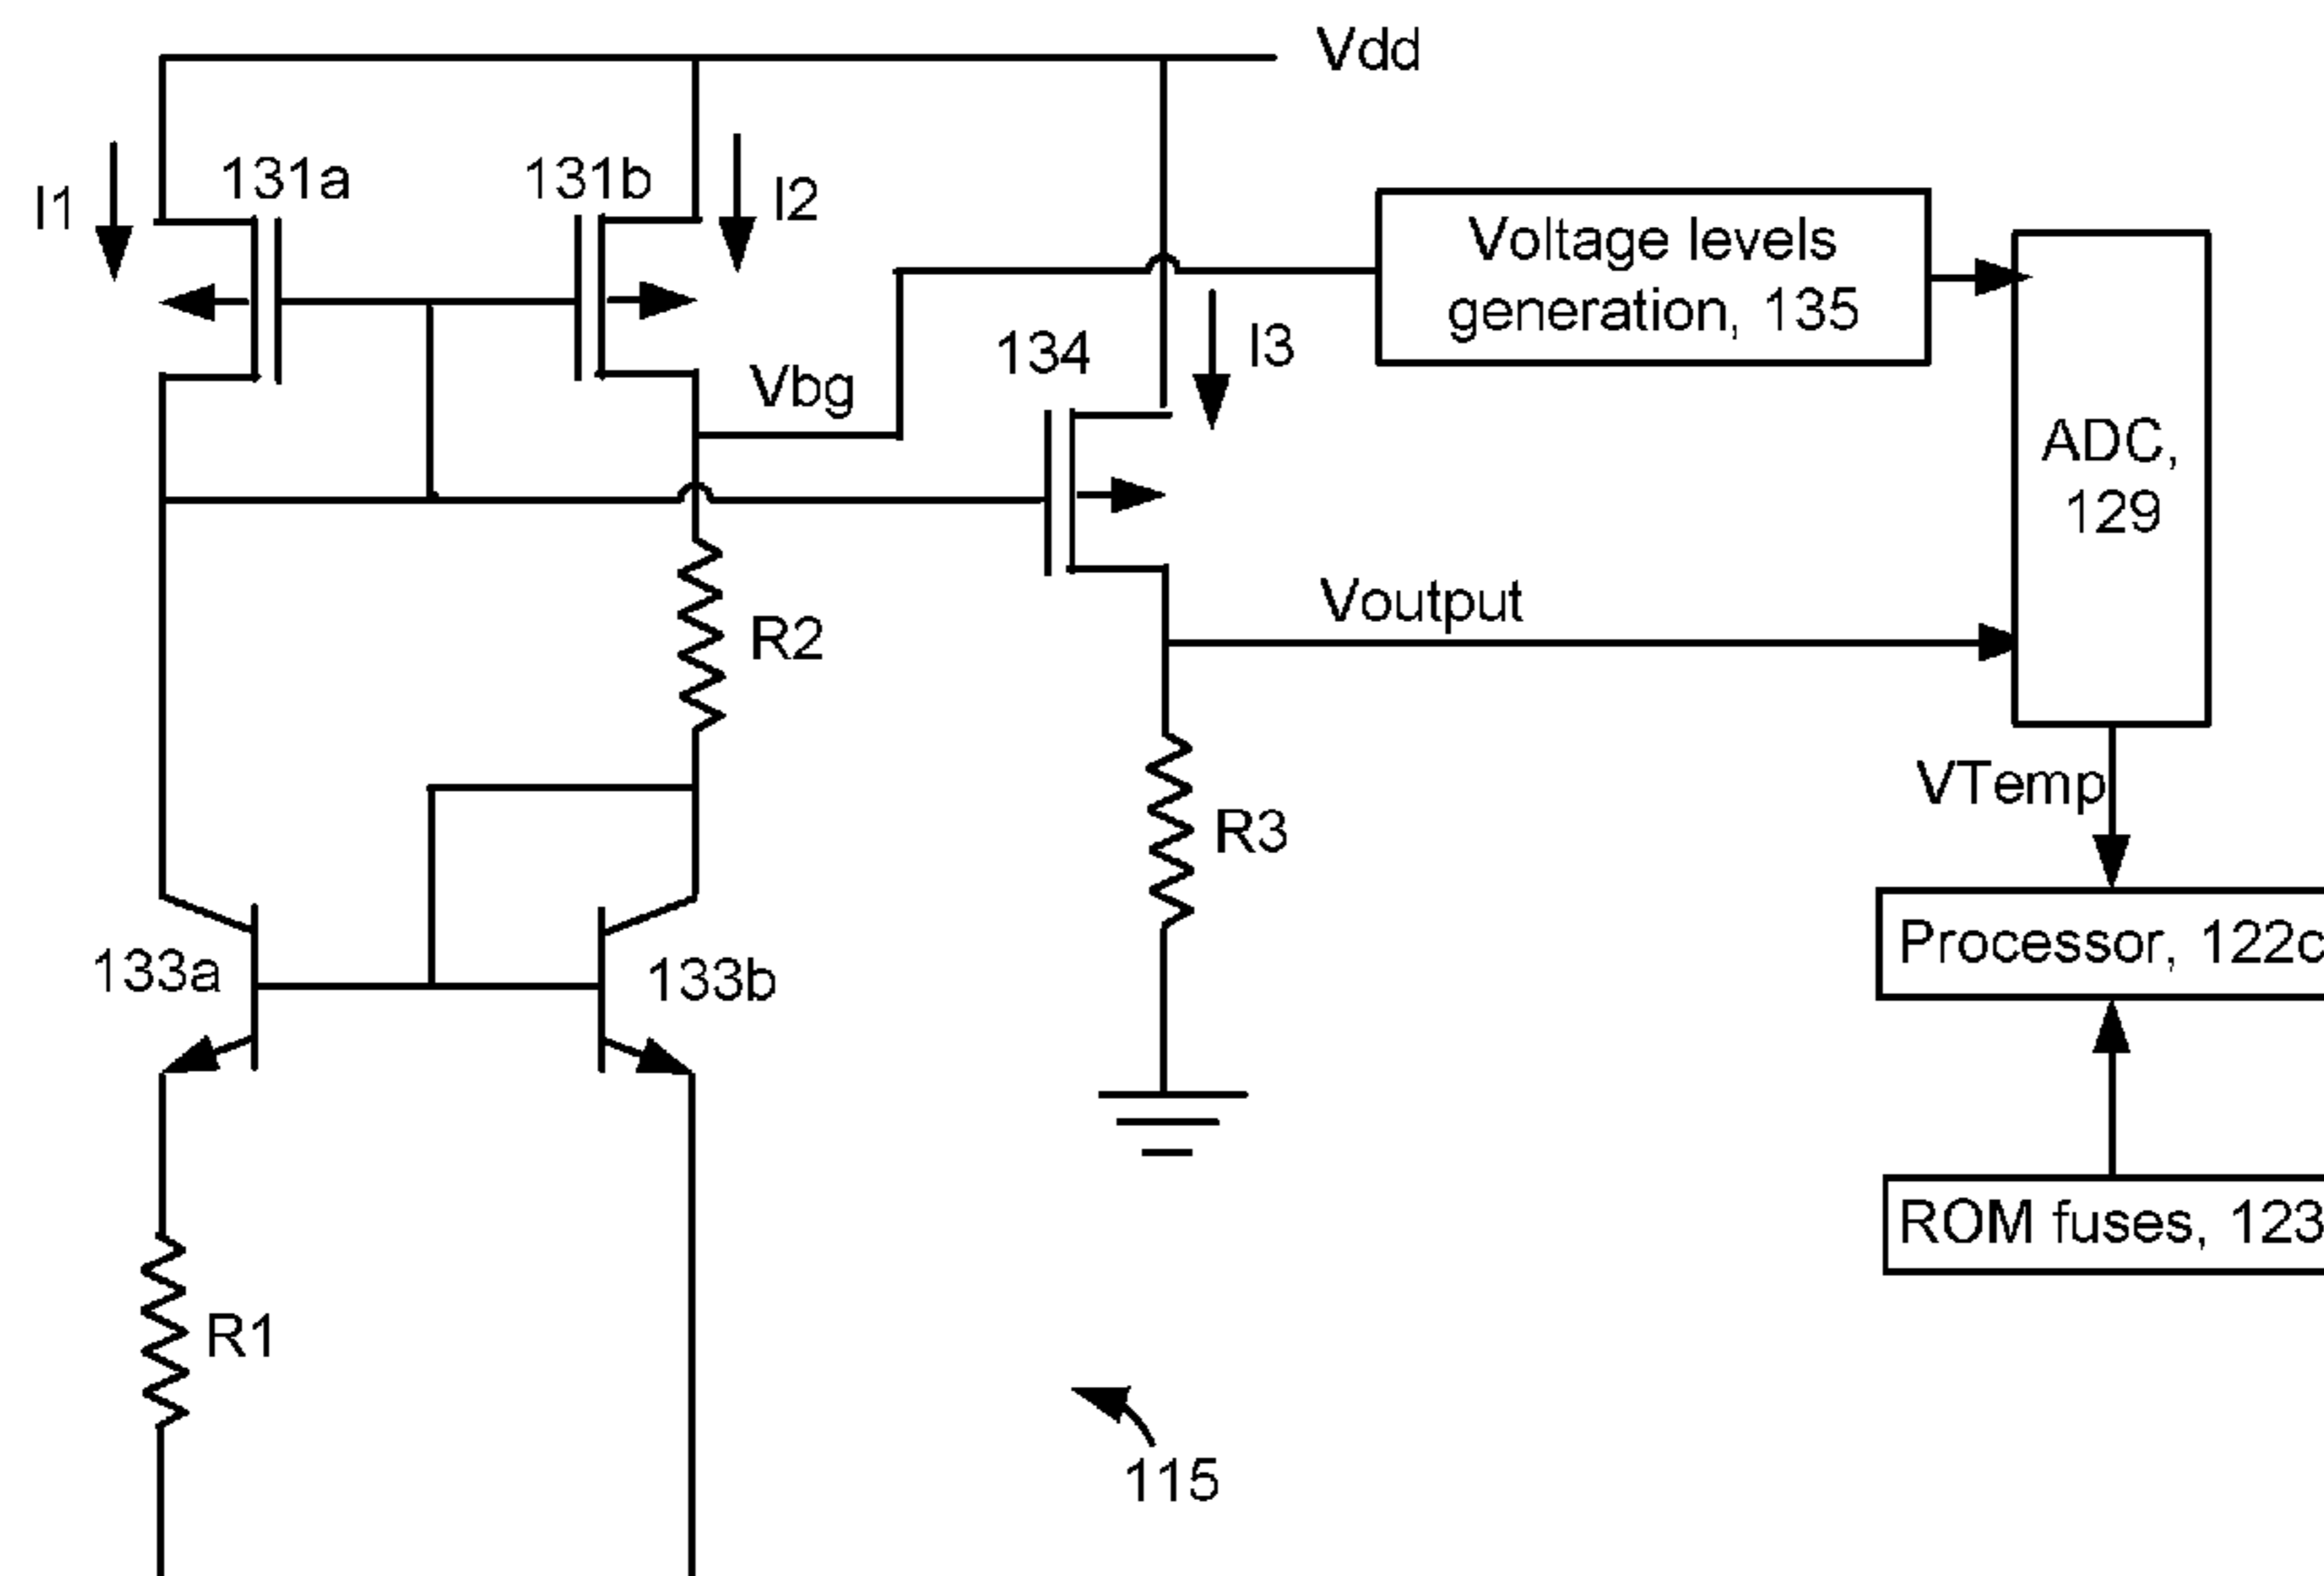 Vdd
I1
131a
131b
I2
Voltage levels
generation, 135
134
I3
Vbg
ADC,
129
Voutput
R2
VTemp
R3
Processor, 122c
133a
133b
ROM fuses, 123
R1
115